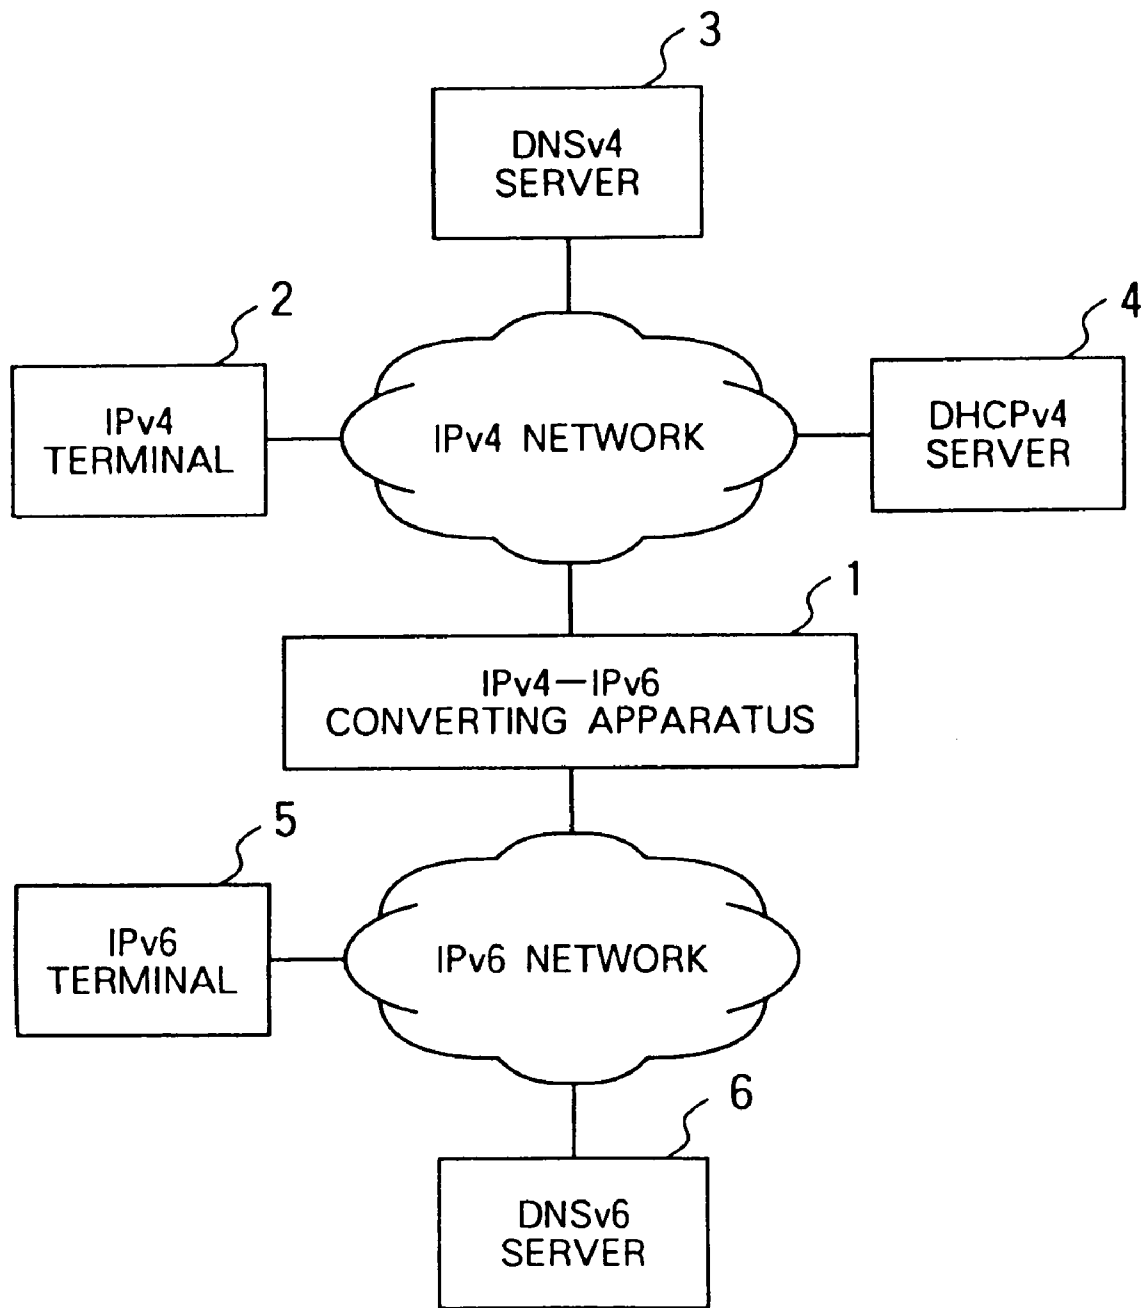 3
DNSv4
SERVER
2
4
IPv4
TERMINAL
IPv4 NETWORK
DHCPv4
SERVER
1
IPv4—IPv6
CONVERTING APPARATUS
5
IPv6
TERMINAL
IPv6 NETWORK
6
DNSv6
SERVER